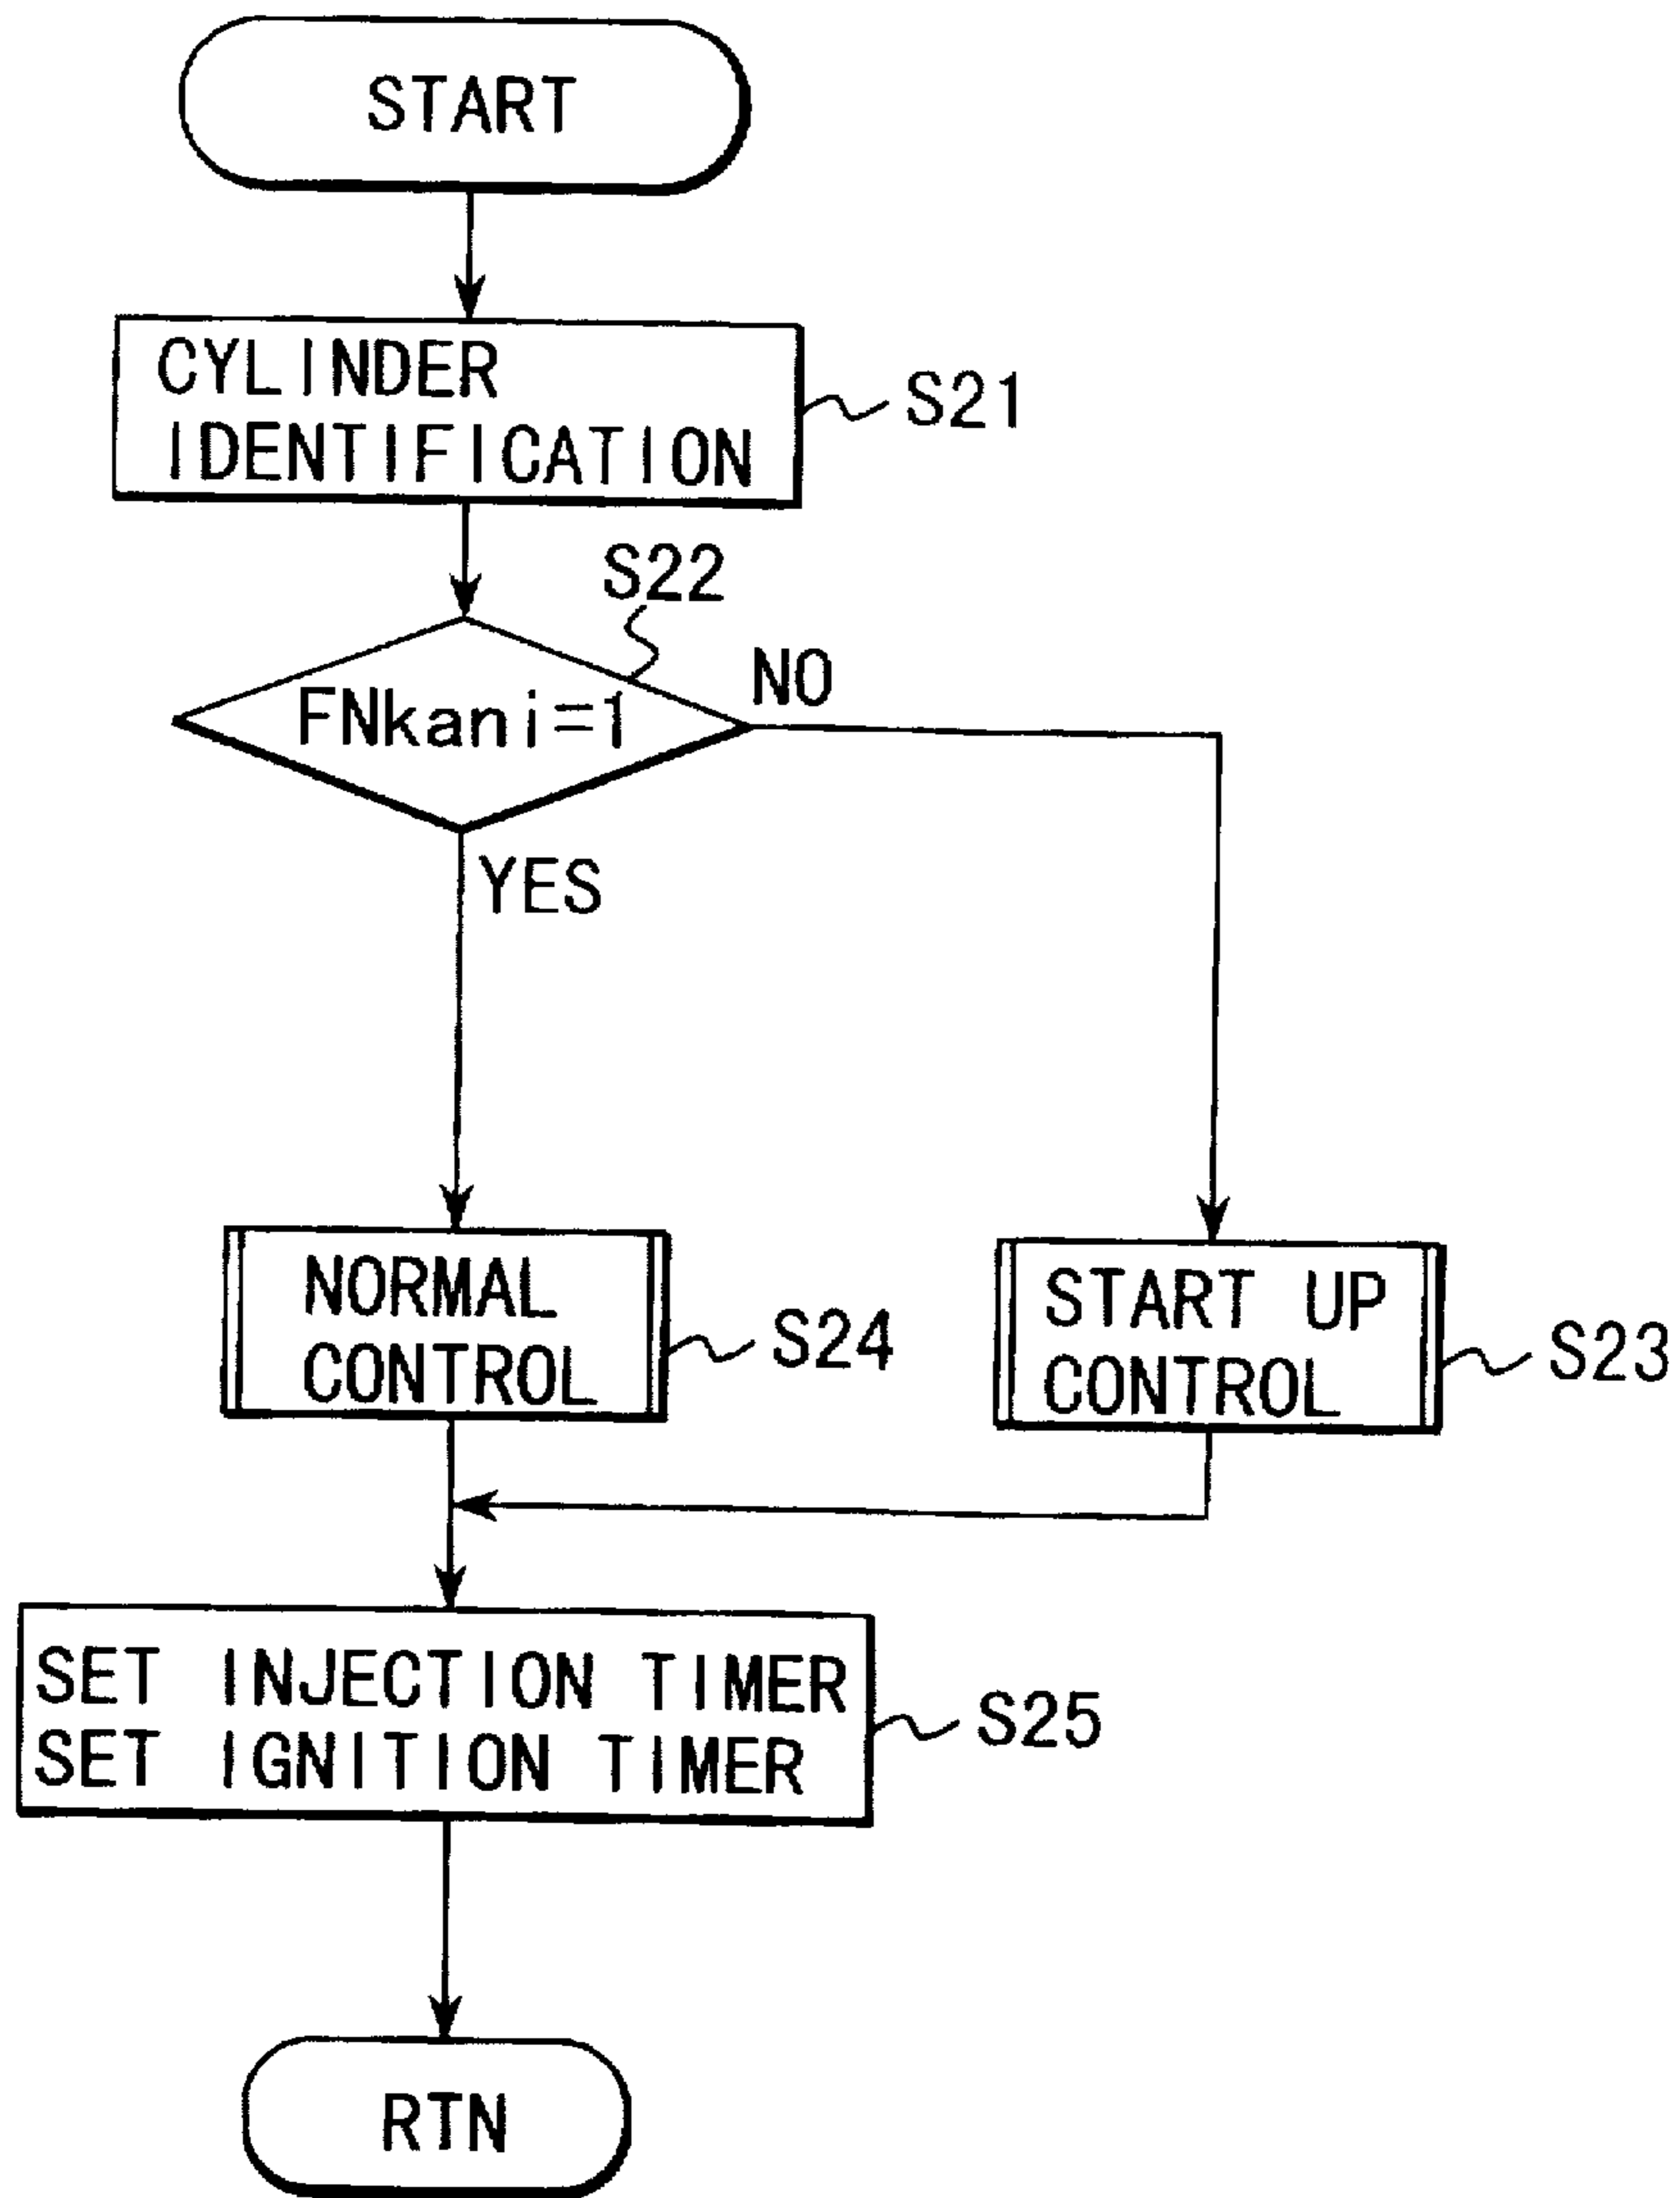 START
CYLINDER
IDENTIFICATION
S21
S22
FNkani=1
NO
YES
NORMAL
CONTROL
S24
START UP
CONTROL
S23
SET INJECTION TIMER
SET IGNITION TIMER
S25
RTN